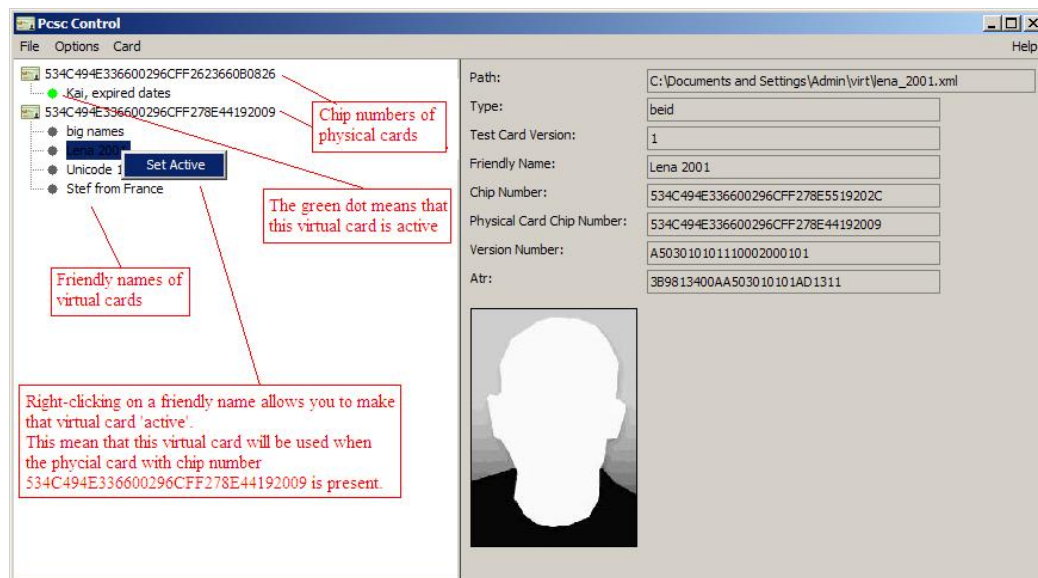 Pcsc Control
File Options Card Help
534C494E336600296CFF2623660B0826
Kai, expired dates
534C494E336600296CFF278E44192009
big names
Lena 2001
Set Active
Unicode 1
Stef from France
Chip numbers of
physical cards
The green dot means that
this virtual card is active
Friendly names of
virtual cards
Right-clicking on a friendly name allows you to make
that virtual card 'active'.
This mean that this virtual card will be used when
the phycial card with chip number
534C494E336600296CFF278E44192009 is present.
Path: C:\Documents and Settings\Admin\virt\lena_2001.xml
Type: beid
Test Card Version: 1
Friendly Name: Lena 2001
Chip Number: 534C494E336600296CFF278E5519202C
Physical Card Chip Number: 534C494E336600296CFF278E44192009
Version Number: A503010101110002000101
Atr: 3B9813400AA503010101AD1311